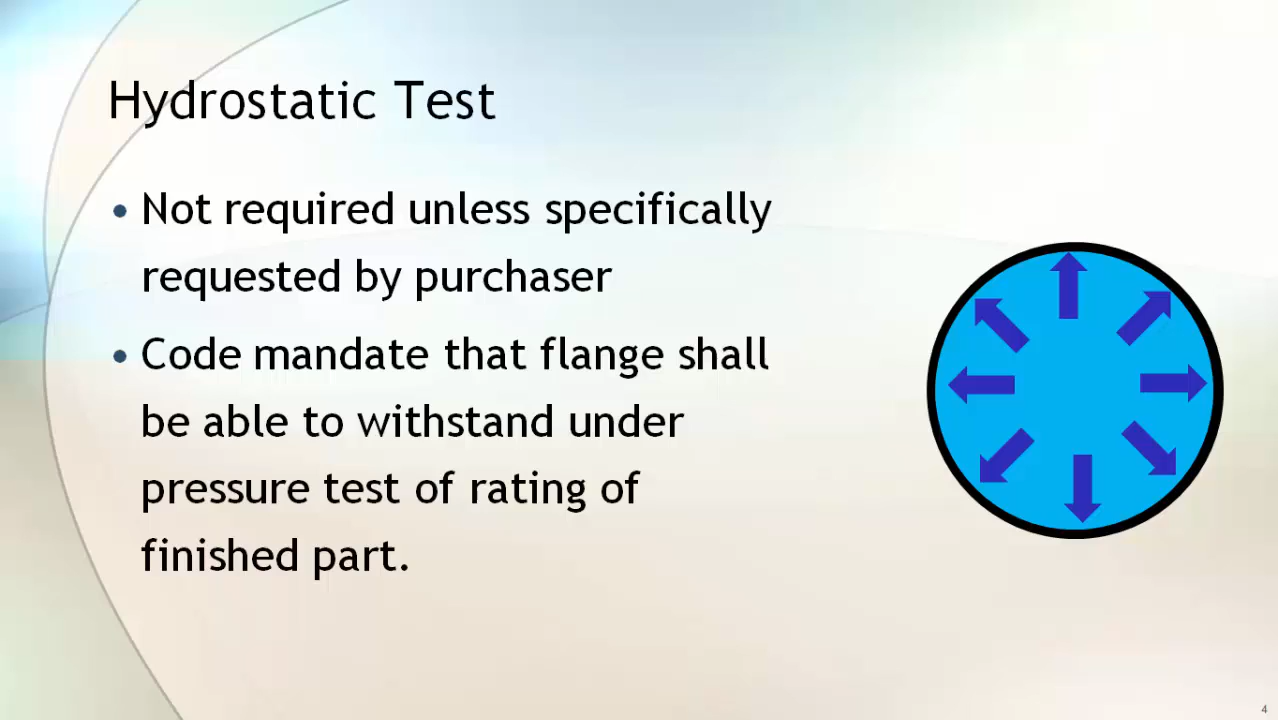 Hydrostatic Test
• Not required unless specifically
requested by purchaser
• Code mandate that flange shall
be able to withstand under
pressure test of rating of
finished part.
4